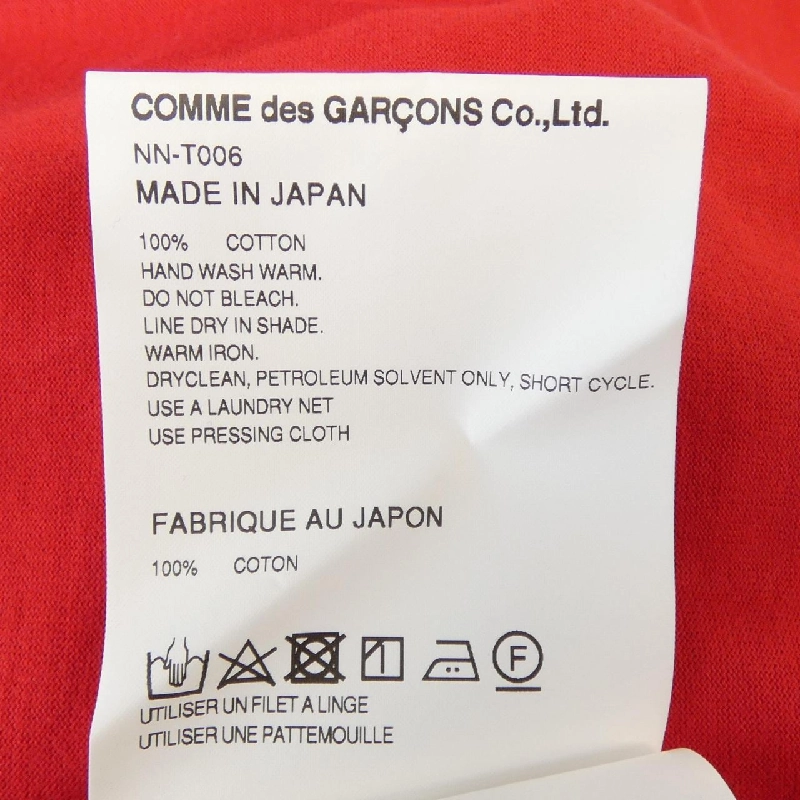 COMME des GARÇONS Co.,Ltd.
NN-T006
MADE IN JAPAN
100% COTTON
HAND WASH WARM.
DO NOT BLEACH.
LINE DRY IN SHADE.
WARM IRON.
DRYCLEAN, PETROLEUM SOLVENT ONLY, SHORT CYCLE.
USE A LAUNDRY NET
USE PRESSING CLOTH
FABRIQUE AU JAPON
100% COTON
F
UTILISER UN FILET A LINGE
UTILISER UNE PATTEMOUILLE